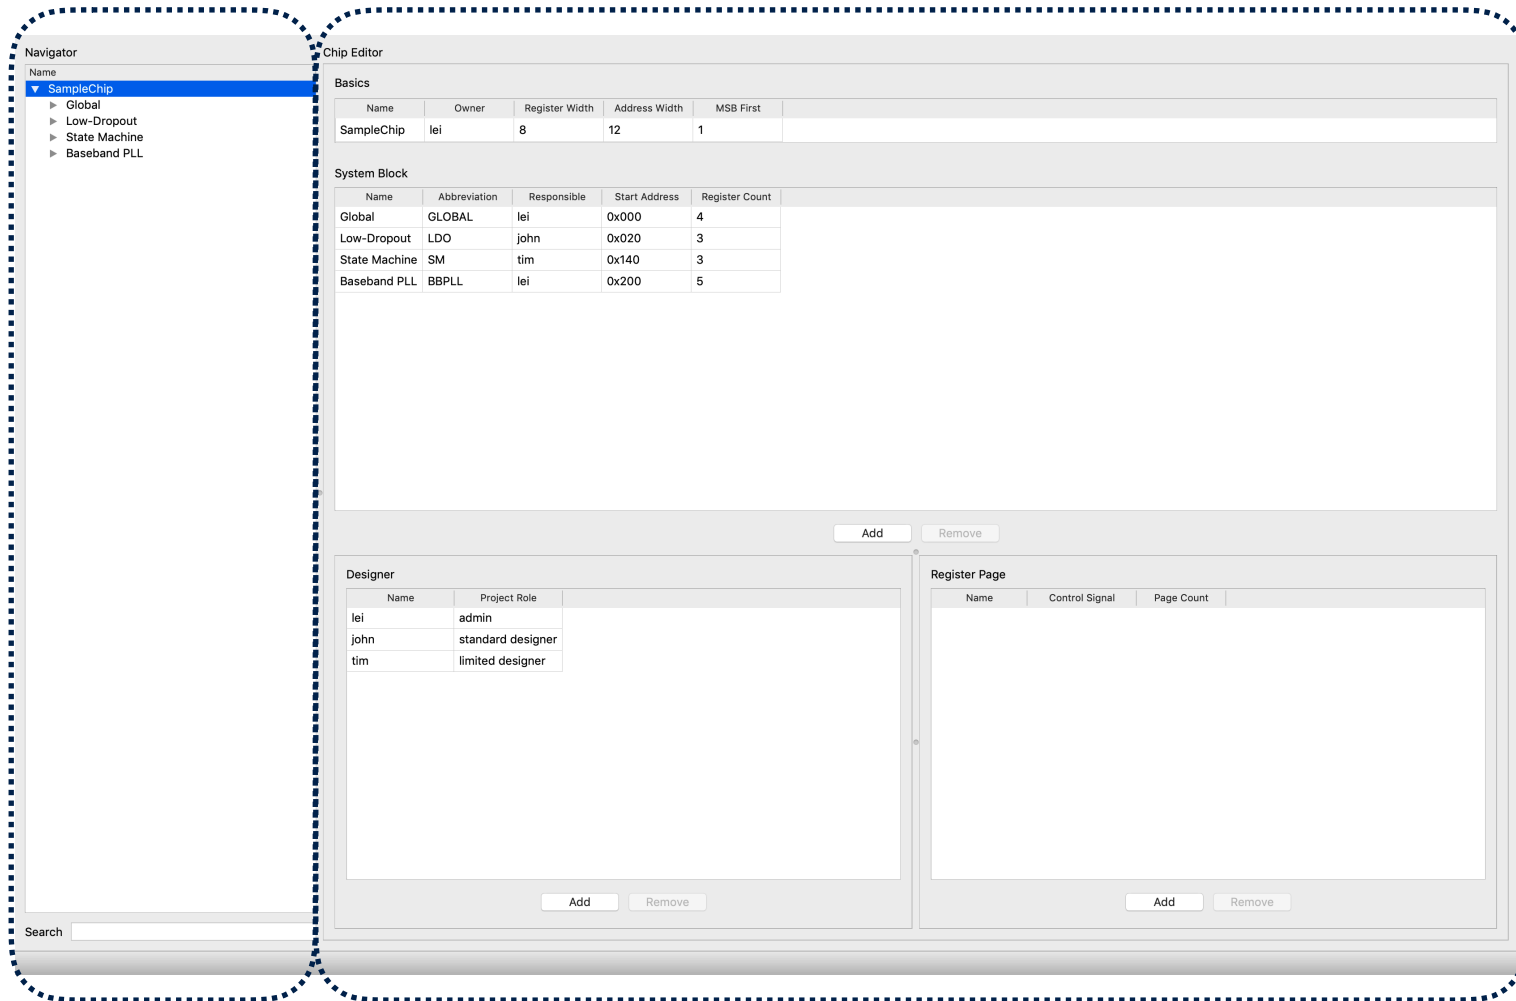 Navigator
Name
SampleChip
Global
Low-Dropout
State Machine
Baseband PLL
Search
Chip Editor
Basics
Name Owner Register Width Address Width MSB First
SampleChip lei 8 12 1
System Block
Name Abbreviation Responsible Start Address Register Count
Global GLOBAL lei 0x000 4
Low-Dropout LDO john 0x020 3
State Machine SM tim 0x140 3
Baseband PLL BBPLL lei 0x200 5
Add Remove
Designer
Name Project Role
lei admin
john standard designer
tim limited designer
Add Remove
Register Page
Name Control Signal Page Count
Add Remove